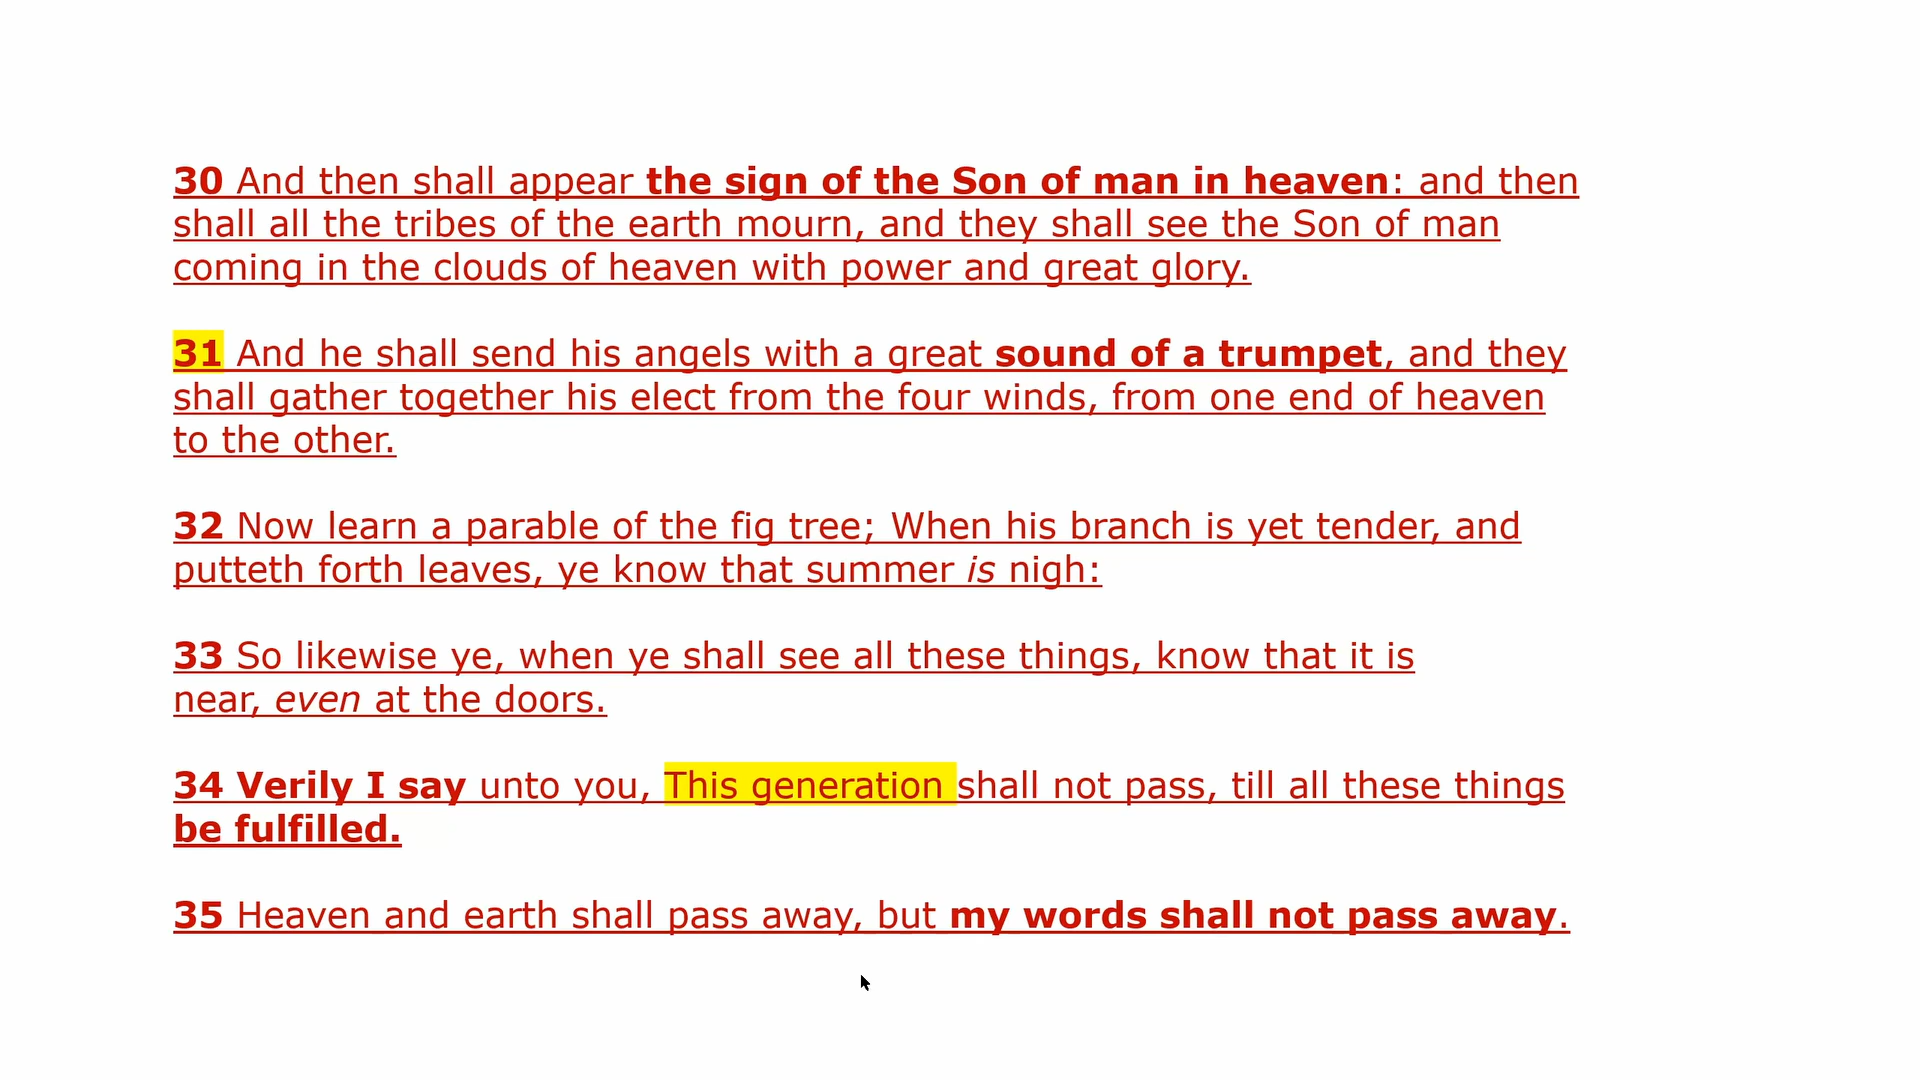 30 And then shall appear the sign of the Son of man in heaven: and then
shall all the tribes of the earth mourn, and they shall see the Son of man
coming in the clouds of heaven with power and great glory.
31 And he shall send his angels with a great sound of a trumpet, and they
shall gather together his elect from the four winds, from one end of heaven
to the other.
32 Now learn a parable of the fig tree; When his branch is yet tender, and
putteth forth leaves, ye know that summer is nigh:
33 So likewise ye, when ye shall see all these things, know that it is
near, even at the doors.
34 Verily I say unto you, This generation shall not pass, till all these things
be fulfilled.
35 Heaven and earth shall pass away, but my words shall not pass away.